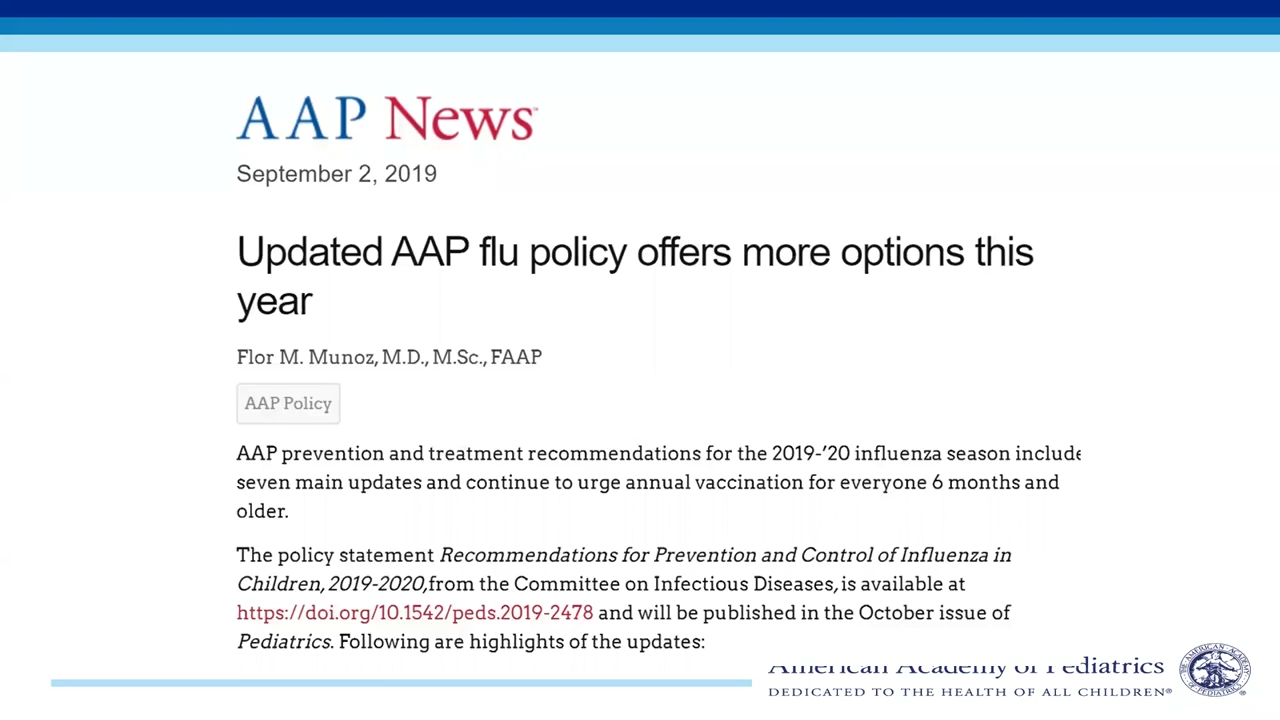 AAP News™
September 2, 2019
Updated AAP flu policy offers more options this
year
Flor M. Munoz, M.D., M.Sc., FAAP
AAP Policy
AAP prevention and treatment recommendations for the 2019-’20 influenza season include
seven main updates and continue to urge annual vaccination for everyone 6 months and
older.
The policy statement Recommendations for Prevention and Control of Influenza in
Children, 2019-2020,from the Committee on Infectious Diseases, is available at
https://doi.org/10.1542/peds.2019-2478 and will be published in the October issue of
Pediatrics. Following are highlights of the updates:
American Academy of Pediatrics
DEDICATED TO THE HEALTH OF ALL CHILDREN®